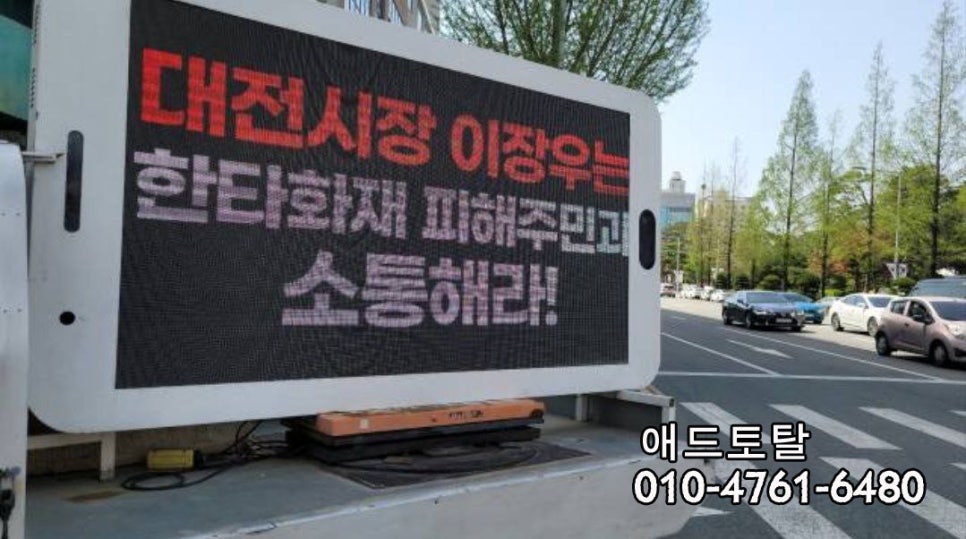 대전시장 이장우는
한타화재 피해주민과
소통해라!
애드토탈
010-4761-6480